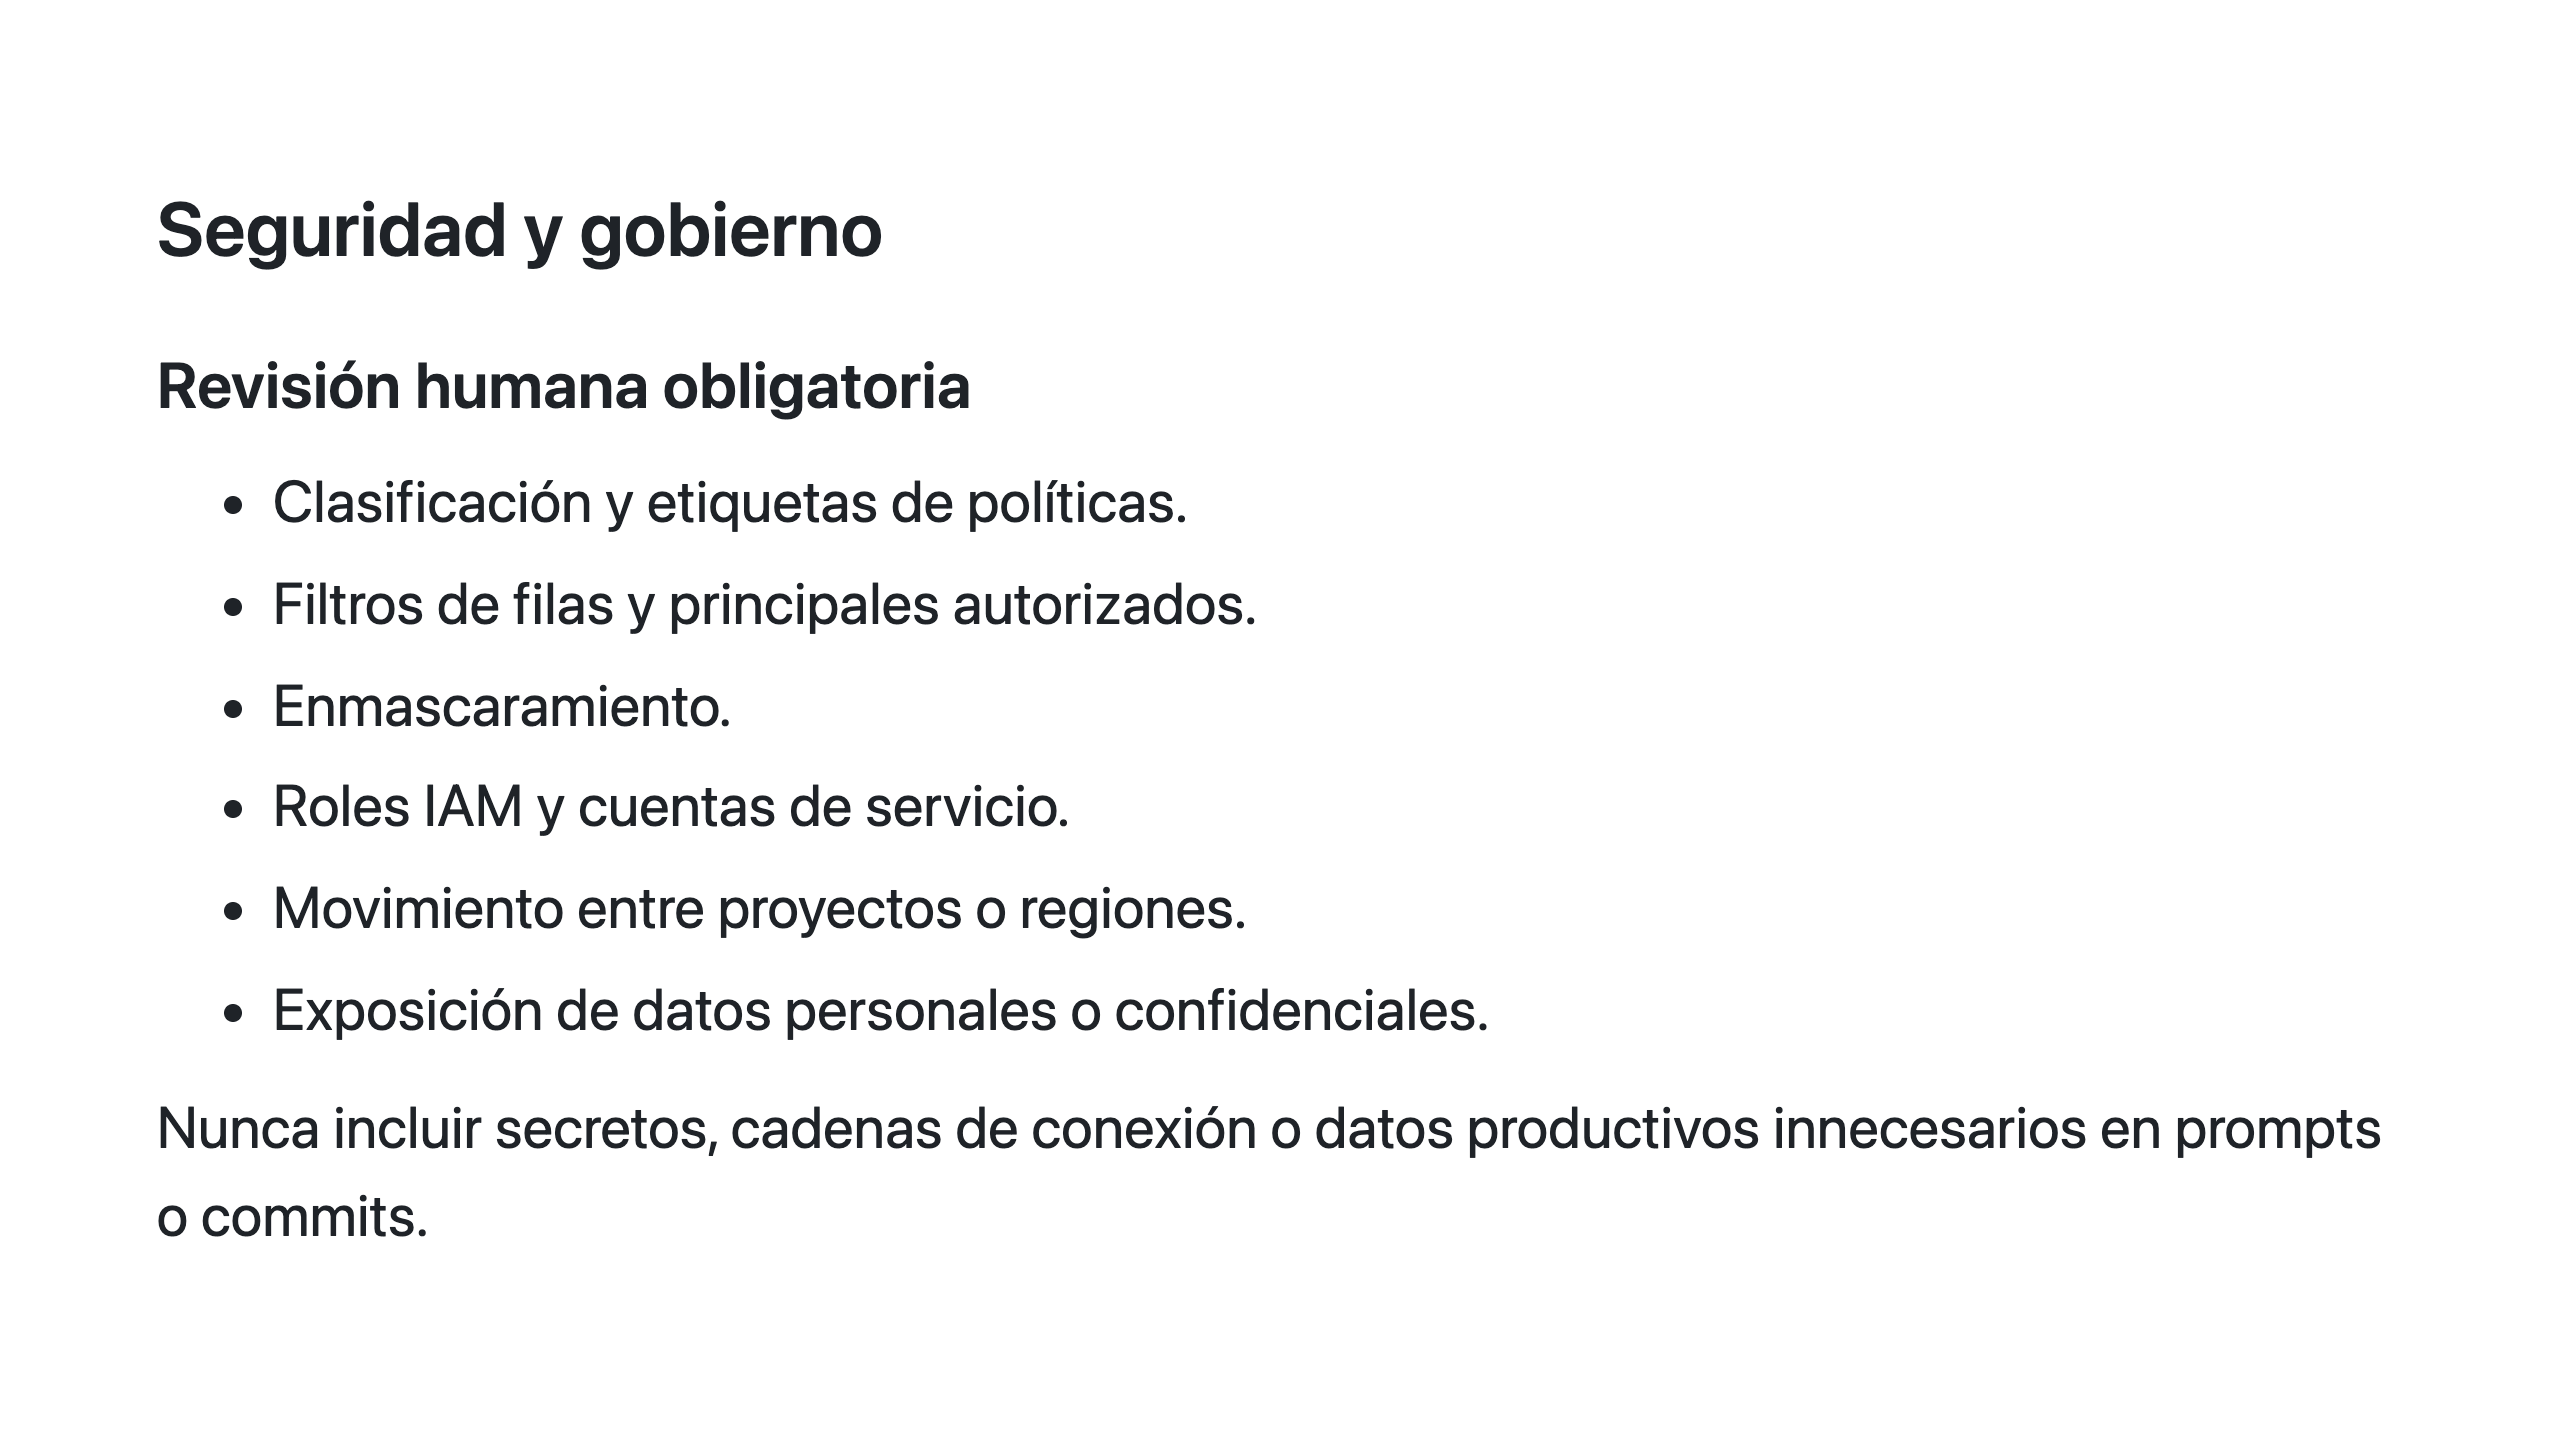 Seguridad y gobierno
Revisión humana obligatoria
• Clasificación y etiquetas de políticas.
• Filtros de filas y principales autorizados.
• Enmascaramiento.
• Roles IAM y cuentas de servicio.
• Movimiento entre proyectos o regiones.
• Exposición de datos personales o confidenciales.
Nunca incluir secretos, cadenas de conexión o datos productivos innecesarios en prompts
o commits.